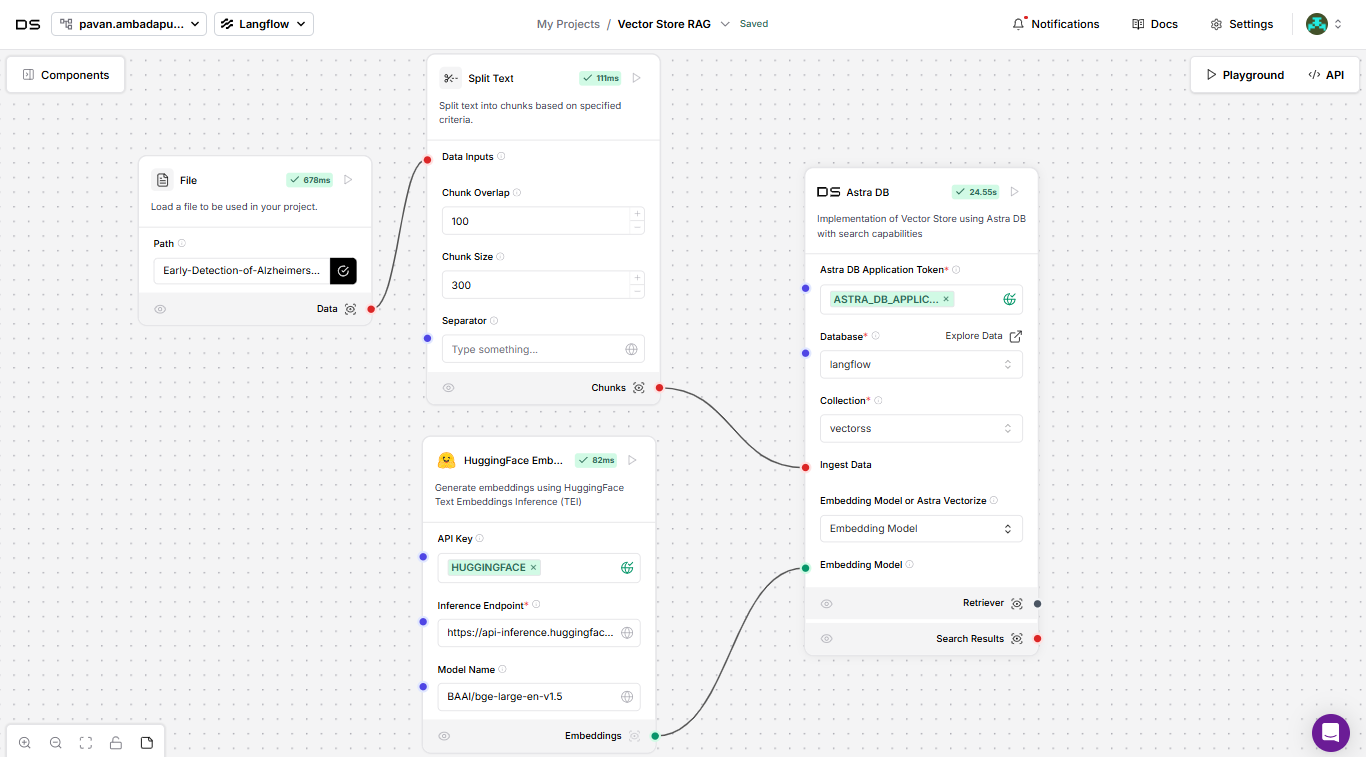 DS
pavan.ambadapu...
Langflow
My Projects / Vector Store RAG
Saved
Notifications
Docs
Settings
Components
Playground
API
File
678ms
Load a file to be used in your project.
Path
Early-Detection-of-Alzheimers...
Data
Split Text
111ms
Split text into chunks based on specified
criteria.
Data Inputs
Chunk Overlap
100
Chunk Size
300
Separator
Type something...
Chunks
HuggingFace Emb...
82ms
Generate embeddings using HuggingFace
Text Embeddings Inference (TEI)
API Key
HUGGINGFACE ×
Inference Endpoint*
https://api-inference.huggingfac...
Model Name
BAAI/bge-large-en-v1.5
Embeddings
DS Astra DB
24.55s
Implementation of Vector Store using Astra DB
with search capabilities
Astra DB Application Token*
ASTRA_DB_APPLIC... ×
Database*
Explore Data
langflow
Collection*
vectorss
Ingest Data
Embedding Model or Astra Vectorize
Embedding Model
Embedding Model
Retriever
Search Results